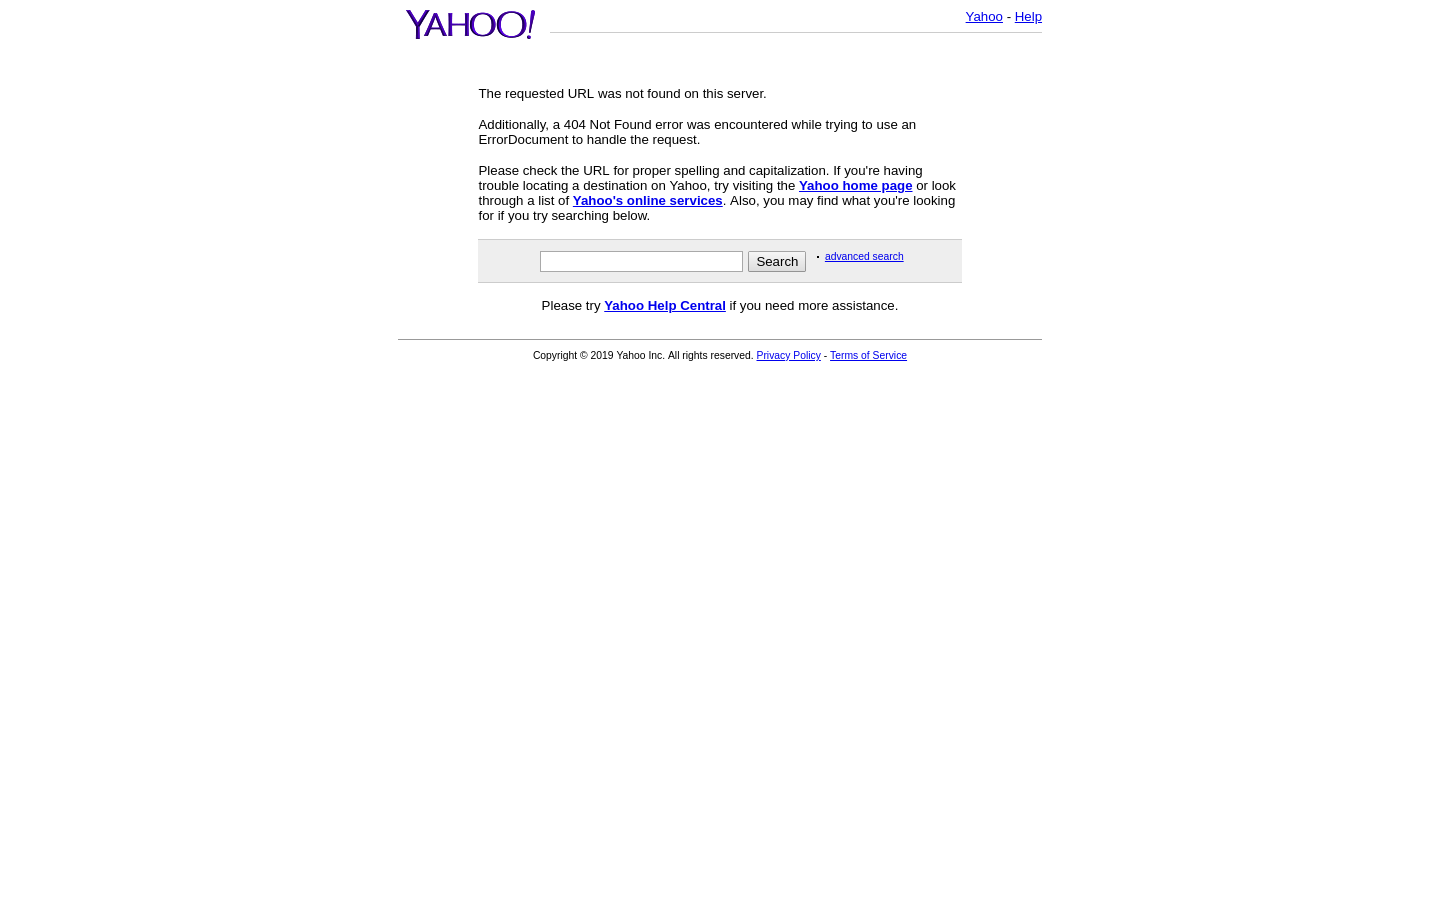 YAHOO!
Yahoo - Help
The requested URL was not found on this server.
Additionally, a 404 Not Found error was encountered while trying to use an
ErrorDocument to handle the request.
Please check the URL for proper spelling and capitalization. If you're having
trouble locating a destination on Yahoo, try visiting the Yahoo home page or look
through a list of Yahoo's online services. Also, you may find what you're looking
for if you try searching below.
Search · advanced search
Please try Yahoo Help Central if you need more assistance.
Copyright © 2019 Yahoo Inc. All rights reserved. Privacy Policy - Terms of Service